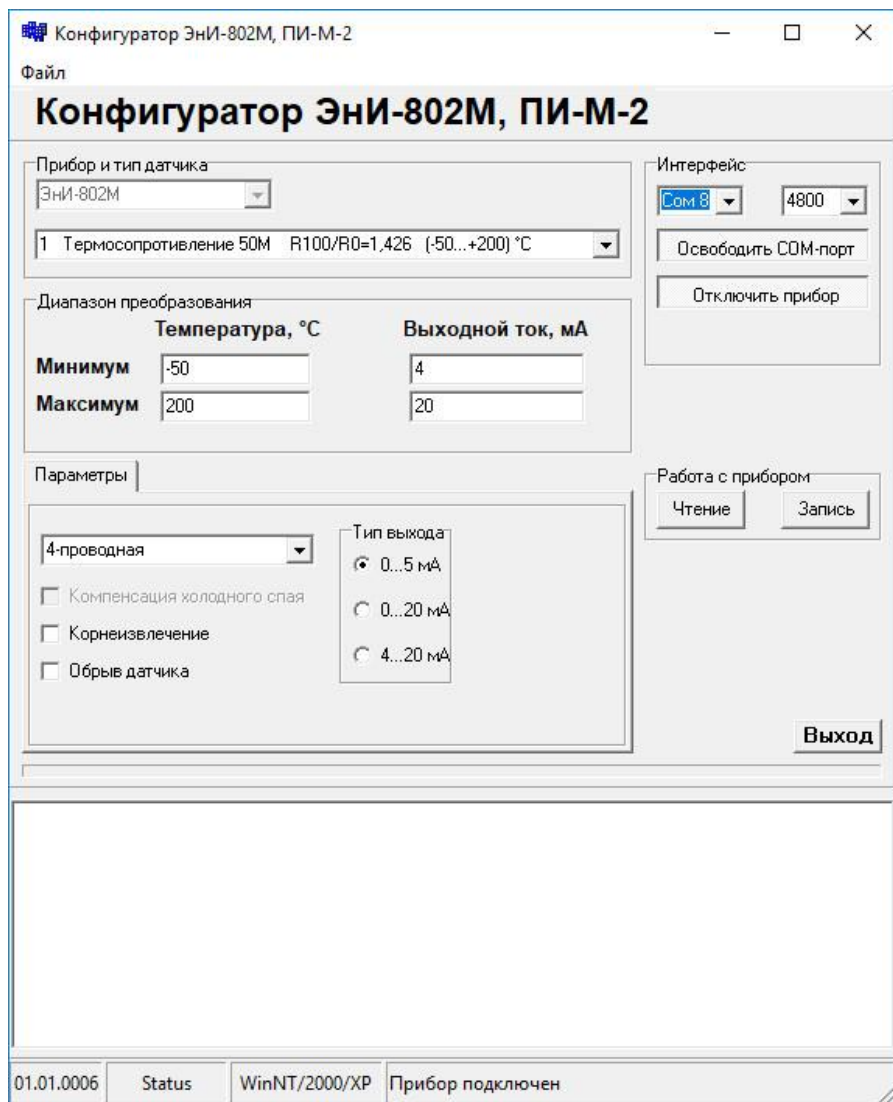 Конфигуратор ЭнИ-802М, ПИ-М-2
Файл
Конфигуратор ЭнИ-802М, ПИ-М-2
Прибор и тип датчика
ЭнИ-802М
1 Термосопротивление 50М R100/R0=1,426 (-50...+200) °C
Интерфейс
Com 8 4800
Освободить COM-порт
Отключить прибор
Диапазон преобразования
Температура, °C Выходной ток, мА
Минимум -50 4
Максимум 200 20
Параметры
4-проводная
Компенсация холодного спая
Корнеизвлечение
Обрыв датчика
Тип выхода
0...5 мА
0...20 мА
4...20 мА
Работа с прибором
Чтение Запись
Выход
01.01.0006 Status WinNT/2000/XP Прибор подключен